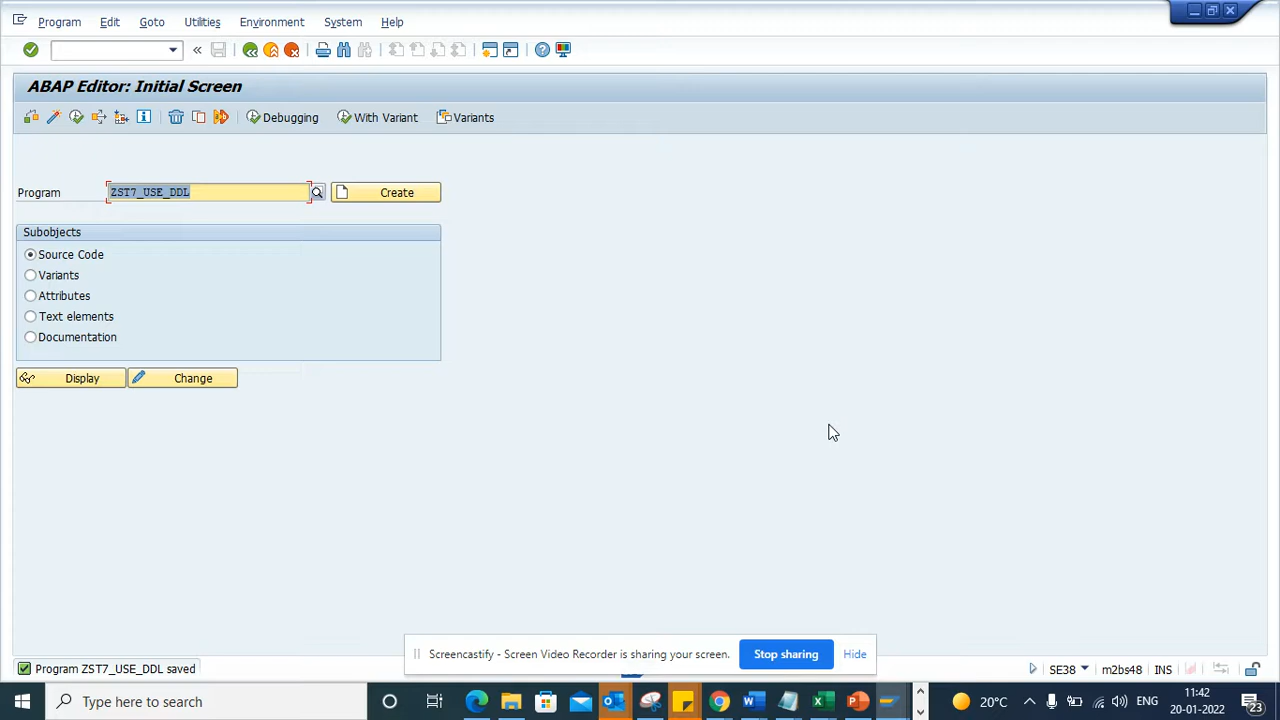 Program Edit Goto Utilities Environment System Help
ABAP Editor: Initial Screen
Debugging With Variant Variants
Program ZST7_USE_DDL Create
Subobjects
Source Code
Variants
Attributes
Text elements
Documentation
Display Change
Screencastify - Screen Video Recorder is sharing your screen. Stop sharing Hide
Program ZST7_USE_DDL saved
SE38 m2bs48 INS
Type here to search
20°C ENG
11:42
20-01-2022
23